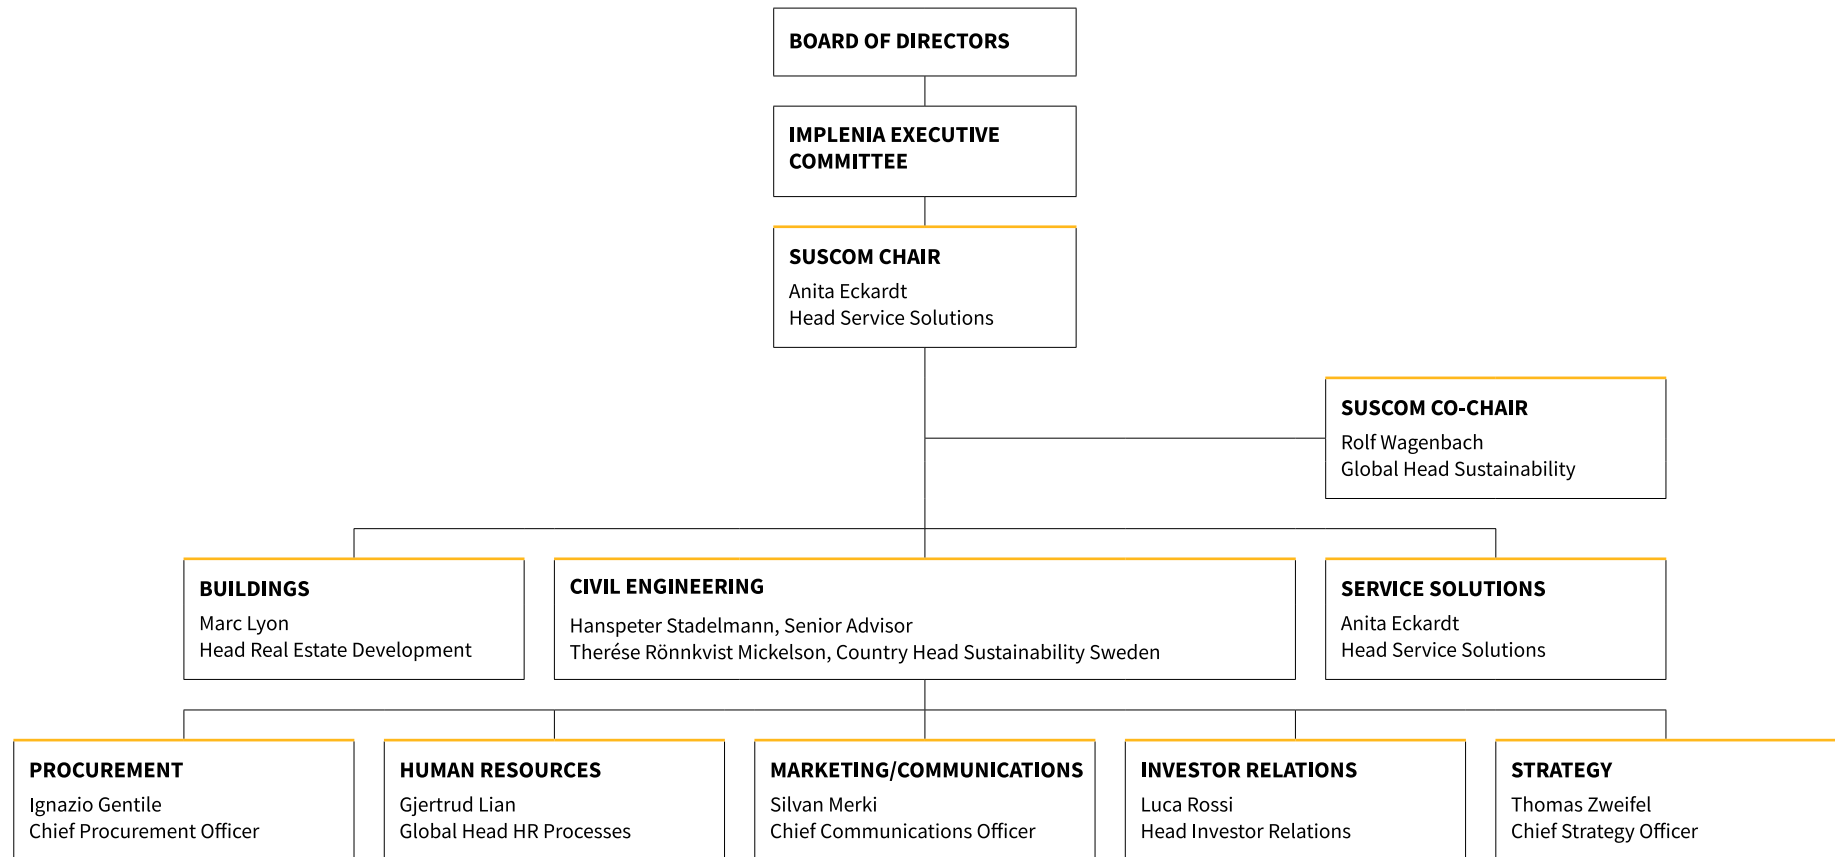 BOARD OF DIRECTORS
IMPLENIA EXECUTIVE
COMMITTEE
SUSCOM CHAIR
Anita Eckardt
Head Service Solutions
SUSCOM CO-CHAIR
Rolf Wagenbach
Global Head Sustainability
BUILDINGS
Marc Lyon
Head Real Estate Development
CIVIL ENGINEERING
Hanspeter Stadelmann, Senior Advisor
Therése Rönnkvist Mickelson, Country Head Sustainability Sweden
SERVICE SOLUTIONS
Anita Eckardt
Head Service Solutions
PROCUREMENT
Ignazio Gentile
Chief Procurement Officer
HUMAN RESOURCES
Gjertrud Lian
Global Head HR Processes
MARKETING/COMMUNICATIONS
Silvan Merki
Chief Communications Officer
INVESTOR RELATIONS
Luca Rossi
Head Investor Relations
STRATEGY
Thomas Zweifel
Chief Strategy Officer